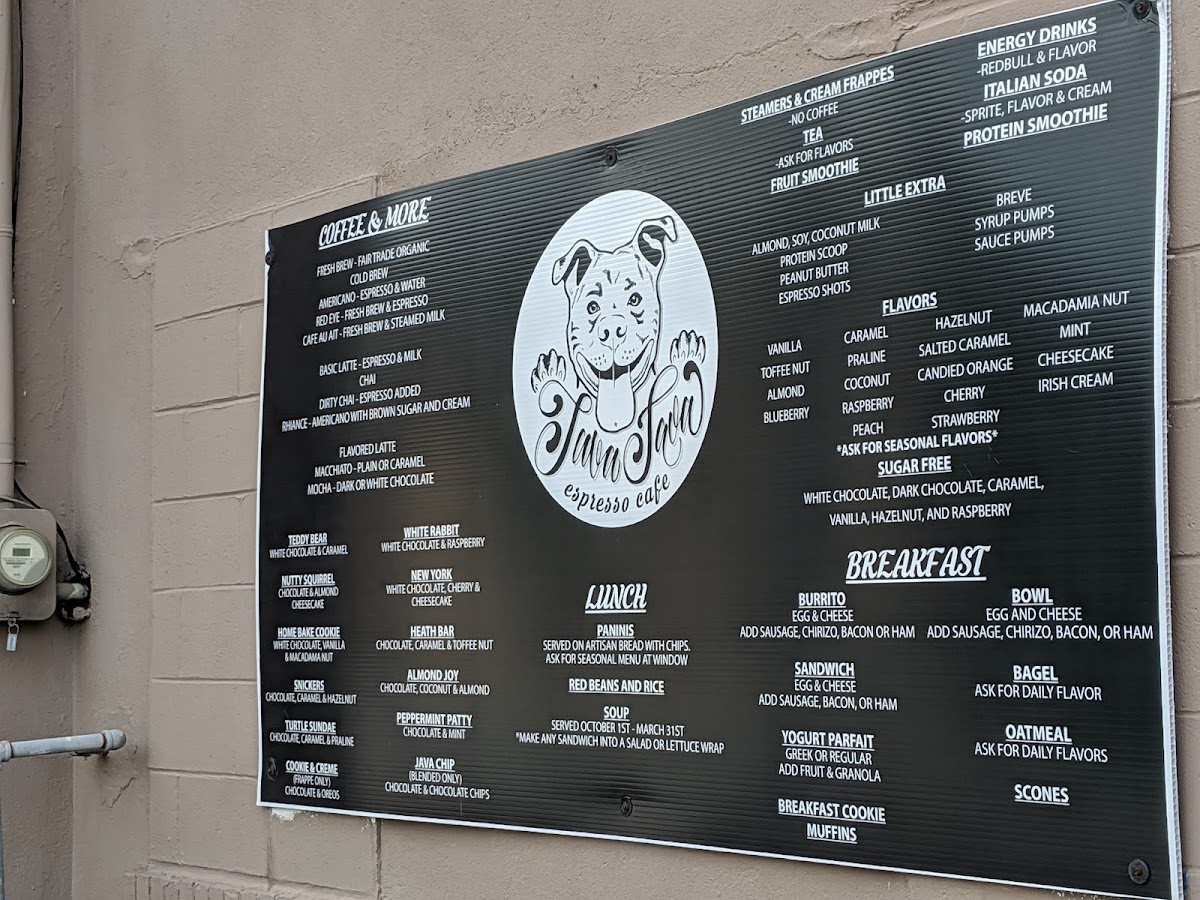 COFFEE & MORE
FRESH BREW - FAIR TRADE ORGANIC
COLD BREW
AMERICANO - ESPRESSO & WATER
RED EYE - FRESH BREW & ESPRESSO
CAFE AU AIT - FRESH BREW & STEAMED MILK
BASIC LATTE - ESPRESSO & MILK
CHAI
DIRTY CHAI - ESPRESSO ADDED
RHIANCE - AMERICANO WITH BROWN SUGAR AND CREAM
FLAVORED LATTE
MACCHIATO - PLAIN OR CARAMEL
MOCHA - DARK OR WHITE CHOCOLATE
TEDDY BEAR
WHITE CHOCOLATE & CARAMEL
NUTTY SQUIRREL
CHOCOLATE & ALMOND
CHEESECAKE
HOME BAKE COOKIE
WHITE CHOCOLATE, VANILLA
& MACADAMIA NUT
SNICKERS
CHOCOLATE, CARAMEL & HAZELNUT
TURTLE SUNDAE
CHOCOLATE, CARAMEL & PRALINE
COOKIE & CREME
(FRAPPE ONLY)
CHOCOLATE & OREOS
WHITE RABBIT
WHITE CHOCOLATE & RASPBERRY
NEW YORK
WHITE CHOCOLATE, CHERRY &
CHEESECAKE
HEATH BAR
CHOCOLATE, CARAMEL & TOFFEE NUT
ALMOND JOY
CHOCOLATE, COCONUT & ALMOND
PEPPERMINT PATTY
CHOCOLATE & MINT
JAVA CHIP
(BLENDED ONLY)
CHOCOLATE & CHOCOLATE CHIPS
Java Java
espresso cafe
LUNCH
PANINIS
SERVED ON ARTISAN BREAD WITH CHIPS.
ASK FOR SEASONAL MENU AT WINDOW
RED BEANS AND RICE
SOUP
SERVED OCTOBER 1ST - MARCH 31ST
*MAKE ANY SANDWICH INTO A SALAD OR LETTUCE WRAP
STEAMERS & CREAM FRAPPES
-NO COFFEE
TEA
-ASK FOR FLAVORS
FRUIT SMOOTHIE
ENERGY DRINKS
-REDBULL & FLAVOR
ITALIAN SODA
-SPRITE, FLAVOR & CREAM
PROTEIN SMOOTHIE
LITTLE EXTRA
ALMOND, SOY, COCONUT MILK
PROTEIN SCOOP
PEANUT BUTTER
ESPRESSO SHOTS
BREVE
SYRUP PUMPS
SAUCE PUMPS
FLAVORS
VANILLA
TOFFEE NUT
ALMOND
BLUEBERRY
CARAMEL
PRALINE
COCONUT
RASPBERRY
PEACH
HAZELNUT
SALTED CARAMEL
CANDIED ORANGE
CHERRY
STRAWBERRY
MACADAMIA NUT
MINT
CHEESECAKE
IRISH CREAM
*ASK FOR SEASONAL FLAVORS*
SUGAR FREE
WHITE CHOCOLATE, DARK CHOCOLATE, CARAMEL,
VANILLA, HAZELNUT, AND RASPBERRY
BREAKFAST
BURRITO
EGG & CHEESE
ADD SAUSAGE, CHIRIZO, BACON OR HAM
SANDWICH
EGG & CHEESE
ADD SAUSAGE, BACON, OR HAM
YOGURT PARFAIT
GREEK OR REGULAR
ADD FRUIT & GRANOLA
BREAKFAST COOKIE
MUFFINS
BOWL
EGG AND CHEESE
ADD SAUSAGE, CHIRIZO, BACON, OR HAM
BAGEL
ASK FOR DAILY FLAVOR
OATMEAL
ASK FOR DAILY FLAVORS
SCONES